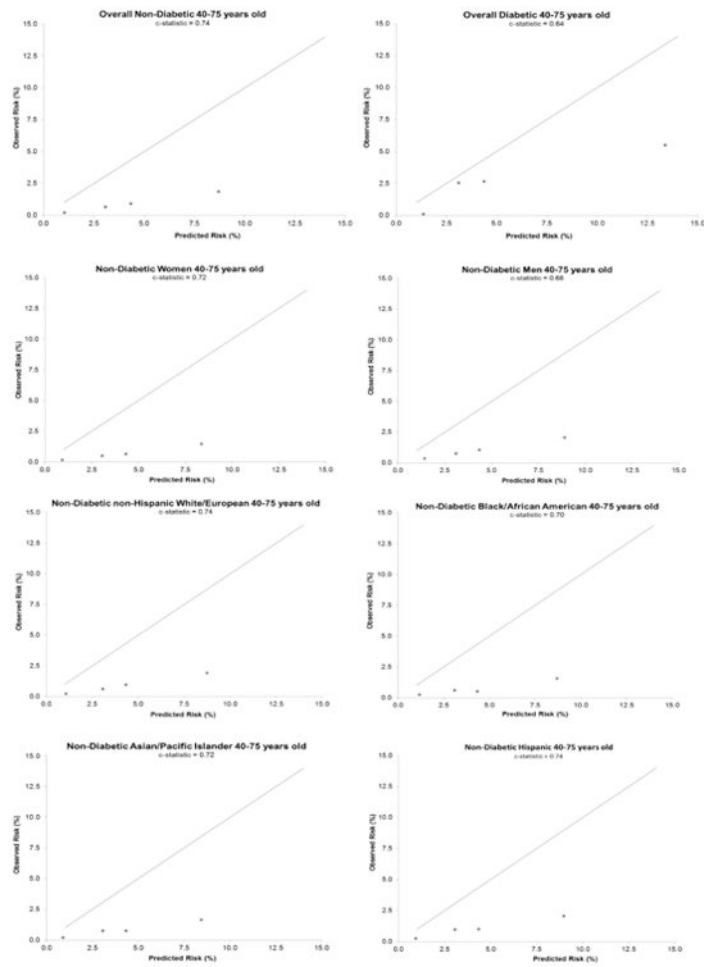 Overall Non-Diabetic 40-75 years old
c-statistic = 0.74
Observed Risk (%)
15.0
12.5
10.0
7.5
5.0
2.5
0.0
0.0 2.5 5.0 7.5 10.0 12.5 15.0
Predicted Risk (%)
Overall Diabetic 40-75 years old
c-statistic = 0.64
Observed Risk (%)
15.0
12.5
10.0
7.5
5.0
2.5
0.0
0.0 2.5 5.0 7.5 10.0 12.5 15.0
Predicted Risk (%)
Non-Diabetic Women 40-75 years old
c-statistic = 0.72
Observed Risk (%)
15.0
12.5
10.0
7.5
5.0
2.5
0.0
0.0 2.5 5.0 7.5 10.0 12.5 15.0
Predicted Risk (%)
Non-Diabetic Men 40-75 years old
c-statistic = 0.68
Observed Risk (%)
15.0
12.5
10.0
7.5
5.0
2.5
0.0
0.0 2.5 5.0 7.5 10.0 12.5 15.0
Predicted Risk (%)
Non-Diabetic non-Hispanic White/European 40-75 years old
c-statistic = 0.74
Observed Risk (%)
15.0
12.5
10.0
7.5
5.0
2.5
0.0
0.0 2.5 5.0 7.5 10.0 12.5 15.0
Predicted Risk (%)
Non-Diabetic Black/African American 40-75 years old
c-statistic = 0.70
Observed Risk (%)
15.0
12.5
10.0
7.5
5.0
2.5
0.0
0.0 2.5 5.0 7.5 10.0 12.5 15.0
Predicted Risk (%)
Non-Diabetic Asian/Pacific Islander 40-75 years old
c-statistic = 0.72
Observed Risk (%)
15.0
12.5
10.0
7.5
5.0
2.5
0.0
0.0 2.5 5.0 7.5 10.0 12.5 15.0
Predicted Risk (%)
Non-Diabetic Hispanic 40-75 years old
c-statistic = 0.74
Observed Risk (%)
15.0
12.5
10.0
7.5
5.0
2.5
0.0
0.0 2.5 5.0 7.5 10.0 12.5 15.0
Predicted Risk (%)